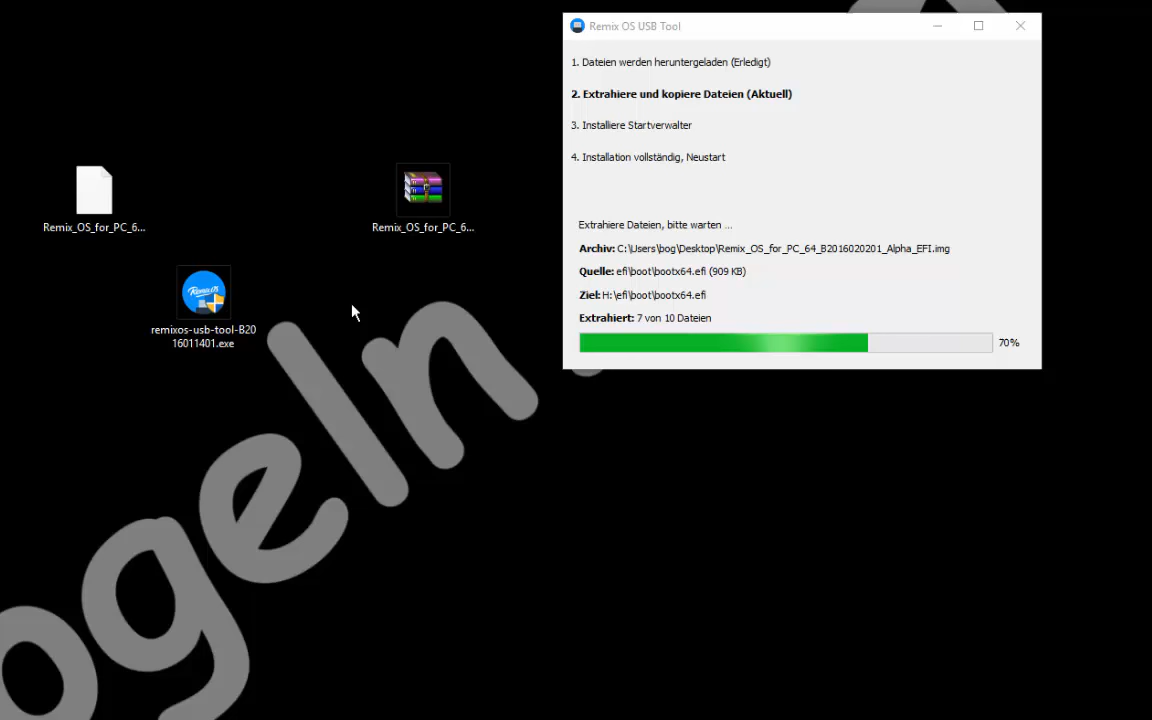 Remix OS USB Tool
1. Dateien werden heruntergeladen (Erledigt)
2. Extrahiere und kopiere Dateien (Aktuell)
3. Installiere Startverwalter
4. Installation vollständig, Neustart
Extrahiere Dateien, bitte warten ...
Archiv: C:\Users\bog\Desktop\Remix_OS_for_PC_64_B2016020201_Alpha_EFI.img
Quelle: efi\boot\bootx64.efi (909 KB)
Ziel: H:\efi\boot\bootx64.efi
Extrahiert: 7 von 10 Dateien
70%
Remix_OS_for_PC_6...
Remix_OS_for_PC_6...
RemixOS
remixos-usb-tool-B20
16011401.exe
ogeln